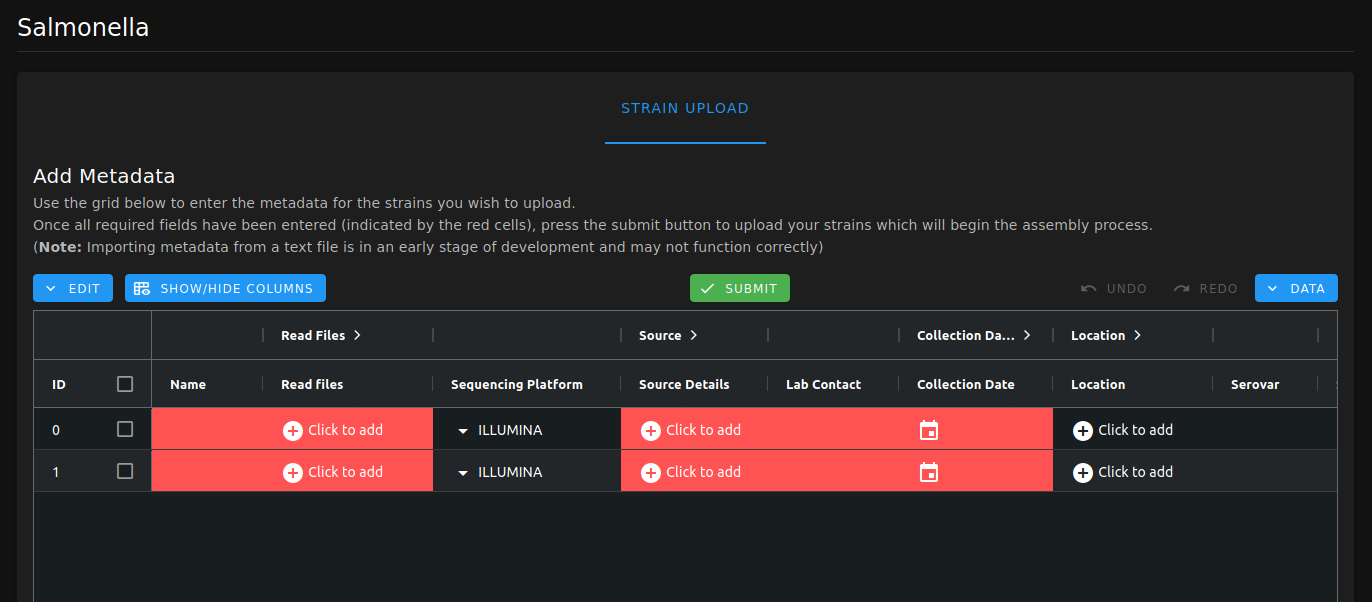 Salmonella
STRAIN UPLOAD
Add Metadata
Use the grid below to enter the metadata for the strains you wish to upload.
Once all required fields have been entered (indicated by the red cells), press the submit button to upload your strains which will begin the assembly process.
(Note: Importing metadata from a text file is in an early stage of development and may not function correctly)
EDIT SHOW/HIDE COLUMNS SUBMIT UNDO REDO DATA
Read Files Source Collection Da... Location
ID Name Read files Sequencing Platform Source Details Lab Contact Collection Date Location Serovar
0 Click to add ILLUMINA Click to add Click to add
1 Click to add ILLUMINA Click to add Click to add